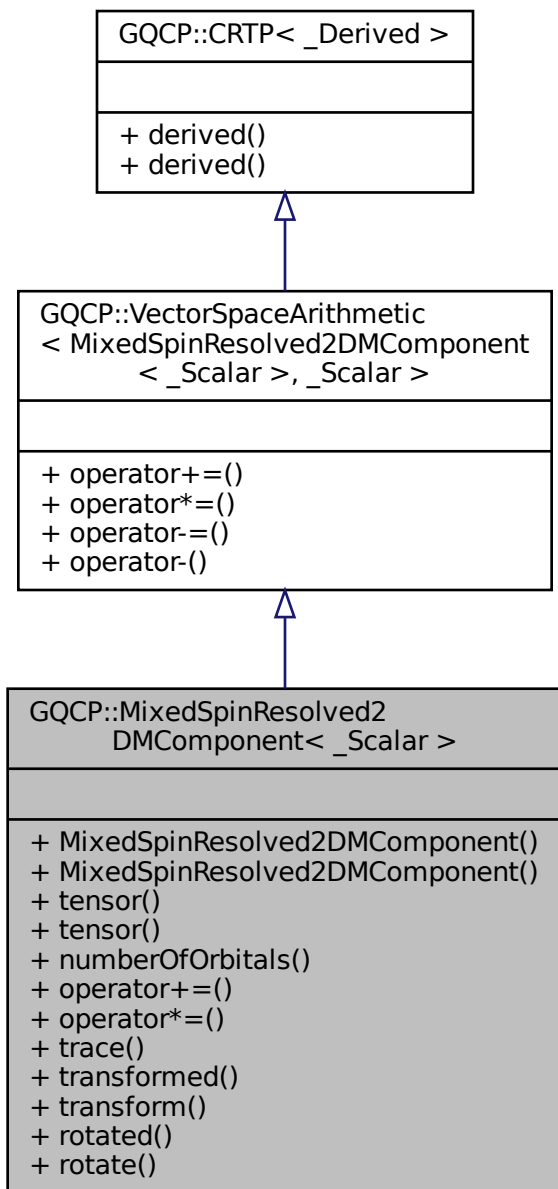 GQCP::CRTP< _Derived >
+ derived()
+ derived()
GQCP::VectorSpaceArithmetic
< MixedSpinResolved2DMComponent
< _Scalar >, _Scalar >
+ operator+=()
+ operator*=()
+ operator-=()
+ operator-()
GQCP::MixedSpinResolved2
DMComponent< _Scalar >
+ MixedSpinResolved2DMComponent()
+ MixedSpinResolved2DMComponent()
+ tensor()
+ tensor()
+ numberOfOrbitals()
+ operator+=()
+ operator*=()
+ trace()
+ transformed()
+ transform()
+ rotated()
+ rotate()